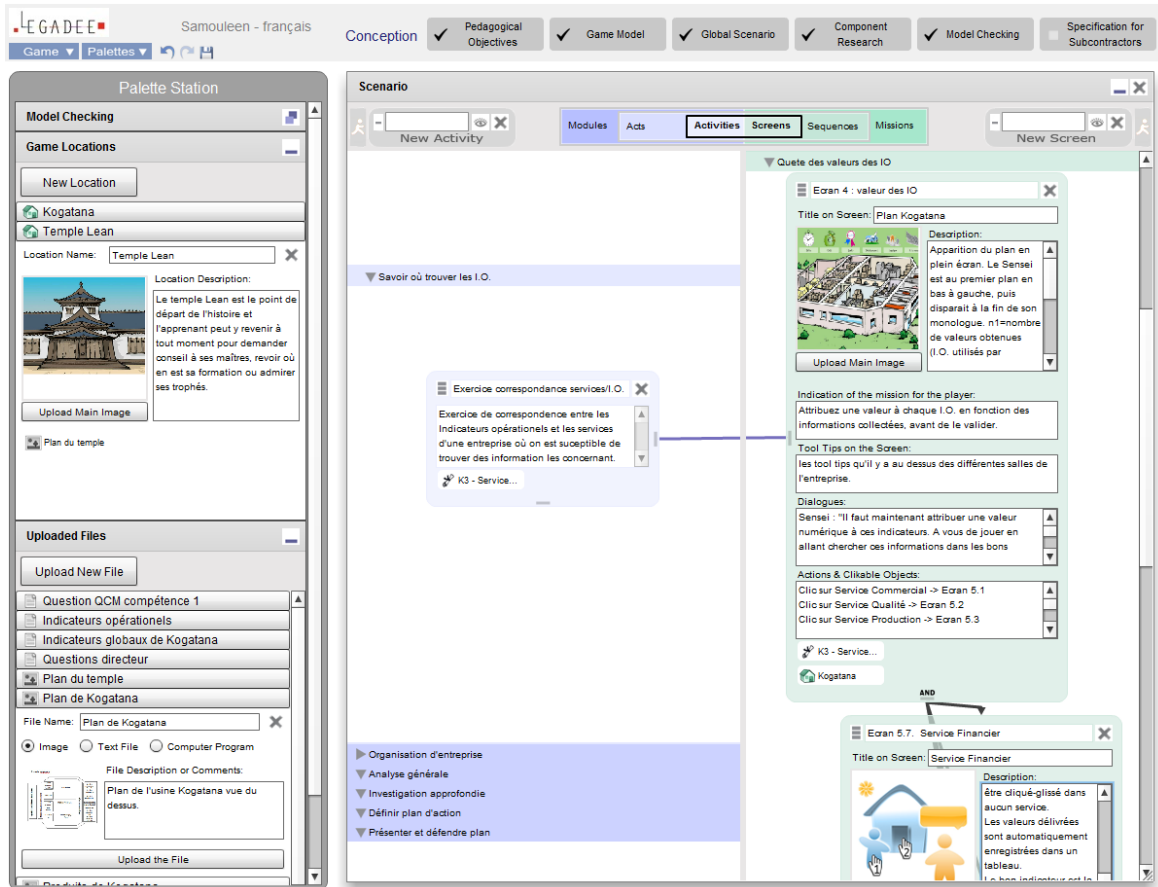 LEGADEE
Samouleen - français
Game ▼ Palettes ▼
Conception
Pedagogical
Objectives
Game Model
Global Scenario
Component
Research
Model Checking
Specification for
Subcontractors
Palette Station
Model Checking
Game Locations
New Location
Kogatana
Temple Lean
Location Name: Temple Lean
Location Description:
Le temple Lean est le point de
départ de l'histoire et
l'apprenant peut y revenir à
tout moment pour demander
conseil à ses maîtres, revoir où
en est sa formation ou admirer
ses trophés.
Upload Main Image
Plan du temple
Uploaded Files
Upload New File
Question QCM compétence 1
Indicateurs opérationels
Indicateurs globaux de Kogatana
Questions directeur
Plan du temple
Plan de Kogatana
File Name: Plan de Kogatana
Image Text File Computer Program
File Description or Comments:
Plan de l'usine Kogatana vue du
dessus.
Upload the File
Produits de Kogatana
Scenario
New Activity
Modules Acts Activities Screens Sequences Missions
New Screen
Savoir où trouver les I.O.
Exercice correspondance services/I.O.
Exercice de correspondence entre les
Indicateurs opérationels et les services
d'une entreprise où on est suceptible de
trouver des information les concernant.
K3 - Service...
Organisation d'entreprise
Analyse générale
Investigation approfondie
Définir plan d'action
Présenter et défendre plan
Quete des valeurs des IO
Ecran 4 : valeur des IO
Title on Screen: Plan Kogatana
Description:
Apparition du plan en
plein écran. Le Sensei
est au premier plan en
bas à gauche, puis
disparait à la fin de son
monologue. n1=nombre
de valeurs obtenues
(I.O. utilisés par
Upload Main Image
Indication of the mission for the player:
Attribuez une valeur à chaque I.O. en fonction des
informations collectées, avant de le valider.
Tool Tips on the Screen:
les tool tips qu'il y a au dessus des différentes salles de
l'entreprise.
Dialogues:
Sensei : "Il faut maintenant attribuer une valeur
numérique à ces indicateurs. A vous de jouer en
allant chercher ces informations dans les bons
Actions & Clikable Objects:
Clic sur Service Commercial -> Ecran 5.1
Clic sur Service Qualité -> Ecran 5.2
Clic sur Service Production -> Ecran 5.3
K3 - Service...
Kogatana
AND
Ecran 5.7. Service Financier
Title on Screen: Service Financier
Description:
être cliqué-glissé dans
aucun service.
Les valeurs délivrées
sont automatiquement
enregistrées dans un
tableau.
Le bon indicateur est le
1
2